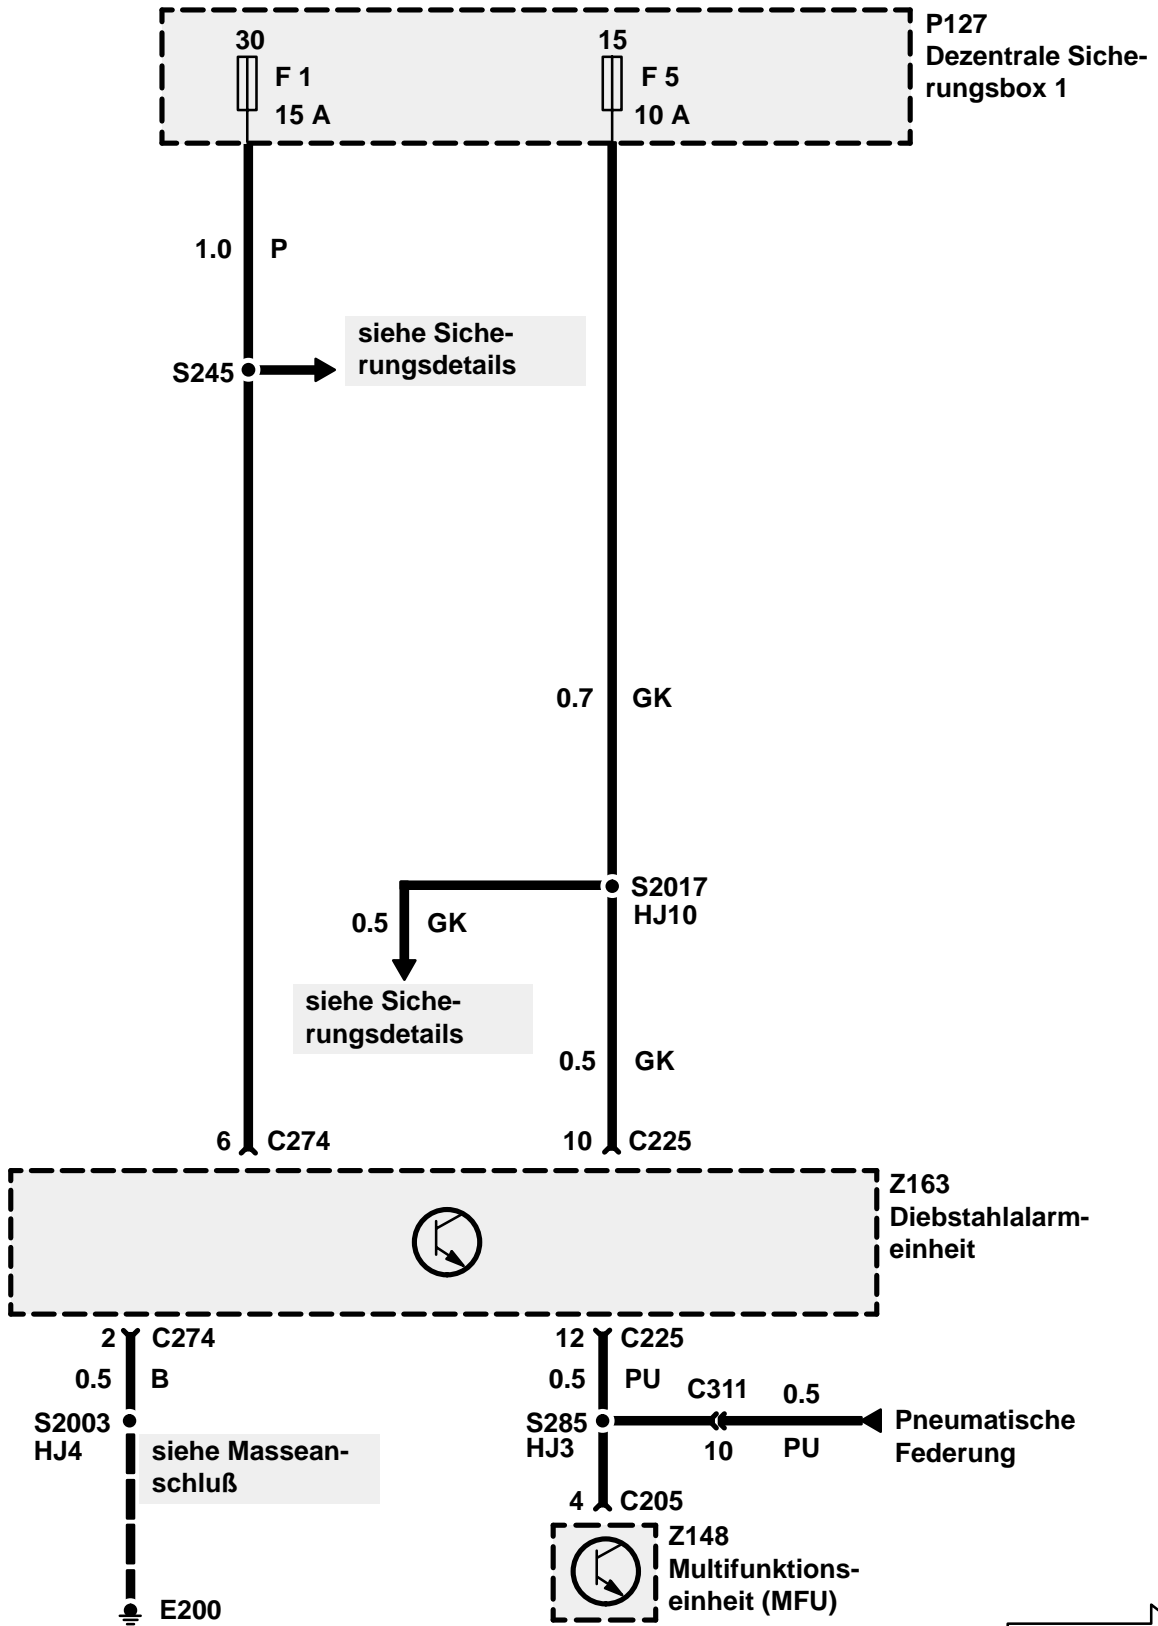 P127
Dezentrale Siche-
rungsbox 1
30
15
F 1
15 A
F 5
10 A
1.0 P
siehe Siche-
rungsdetails
S245
0.7 GK
S2017
HJ10
0.5 GK
siehe Siche-
rungsdetails
0.5 GK
6 C274
10 C225
Z163
Diebstahlalarm-
einheit
2 C274
12 C225
0.5 B
0.5 PU
C311
0.5
S2003
HJ4
S285
HJ3
10
PU
Pneumatische
Federung
siehe Massean-
schluß
4 C205
Z148
Multifunktions-
einheit (MFU)
E200